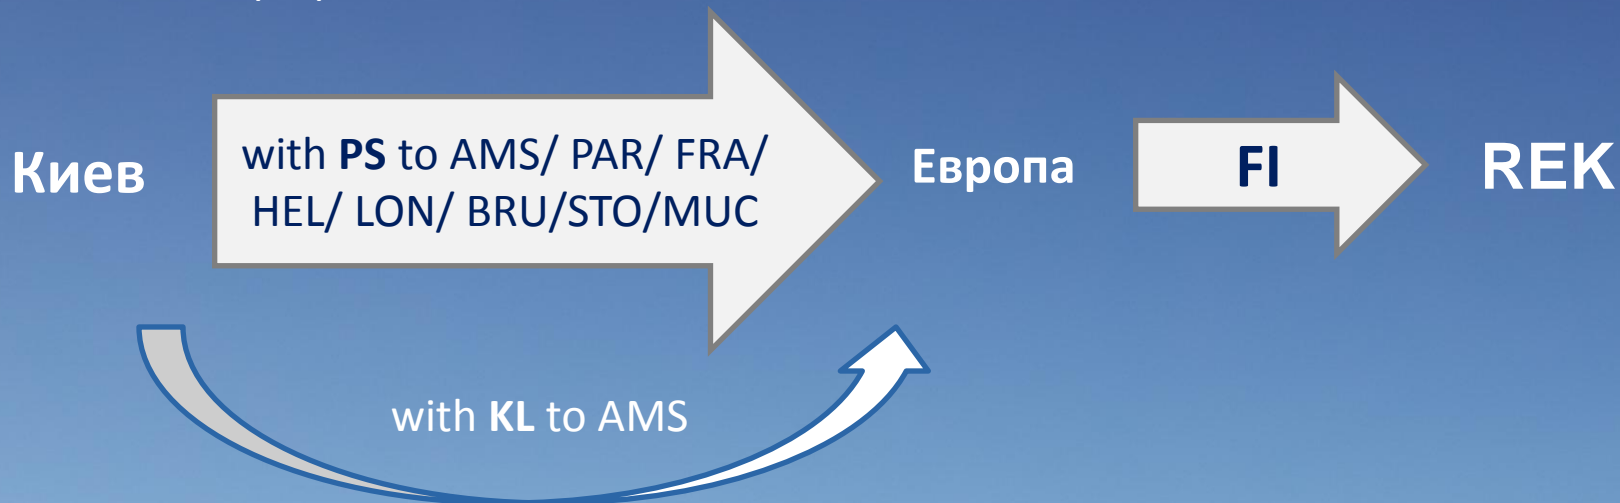 Киев
with PS to AMS/ PAR/ FRA/
HEL/ LON/ BRU/STO/MUC
Европа
FI
REK
with KL to AMS